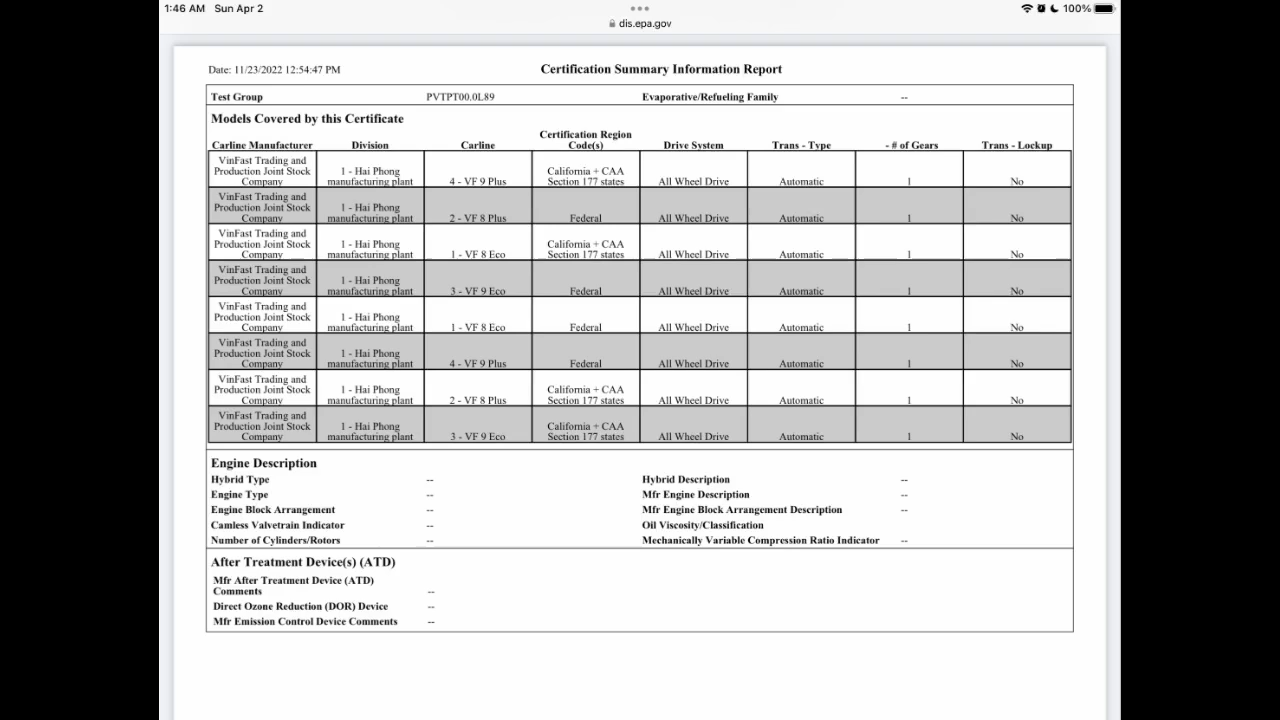 1:46 AM Sun Apr 2
100%
dis.epa.gov
Date: 11/23/2022 12:54:47 PM
Certification Summary Information Report
Test Group PVTPT00.0L89 Evaporative/Refueling Family --
Models Covered by this Certificate
Carline Manufacturer Division Carline Certification Region Code(s) Drive System Trans - Type - # of Gears Trans - Lockup
VinFast Trading and Production Joint Stock Company 1 - Hai Phong manufacturing plant 4 - VF 9 Plus California + CAA Section 177 states All Wheel Drive Automatic 1 No
VinFast Trading and Production Joint Stock Company 1 - Hai Phong manufacturing plant 2 - VF 8 Plus Federal All Wheel Drive Automatic 1 No
VinFast Trading and Production Joint Stock Company 1 - Hai Phong manufacturing plant 1 - VF 8 Eco California + CAA Section 177 states All Wheel Drive Automatic 1 No
VinFast Trading and Production Joint Stock Company 1 - Hai Phong manufacturing plant 3 - VF 9 Eco Federal All Wheel Drive Automatic 1 No
VinFast Trading and Production Joint Stock Company 1 - Hai Phong manufacturing plant 1 - VF 8 Eco Federal All Wheel Drive Automatic 1 No
VinFast Trading and Production Joint Stock Company 1 - Hai Phong manufacturing plant 4 - VF 9 Plus Federal All Wheel Drive Automatic 1 No
VinFast Trading and Production Joint Stock Company 1 - Hai Phong manufacturing plant 2 - VF 8 Plus California + CAA Section 177 states All Wheel Drive Automatic 1 No
VinFast Trading and Production Joint Stock Company 1 - Hai Phong manufacturing plant 3 - VF 9 Eco California + CAA Section 177 states All Wheel Drive Automatic 1 No
Engine Description
Hybrid Type -- Hybrid Description --
Engine Type -- Mfr Engine Description --
Engine Block Arrangement -- Mfr Engine Block Arrangement Description --
Camless Valvetrain Indicator -- Oil Viscosity/Classification
Number of Cylinders/Rotors -- Mechanically Variable Compression Ratio Indicator --
After Treatment Device(s) (ATD)
Mfr After Treatment Device (ATD)
Comments --
Direct Ozone Reduction (DOR) Device --
Mfr Emission Control Device Comments --